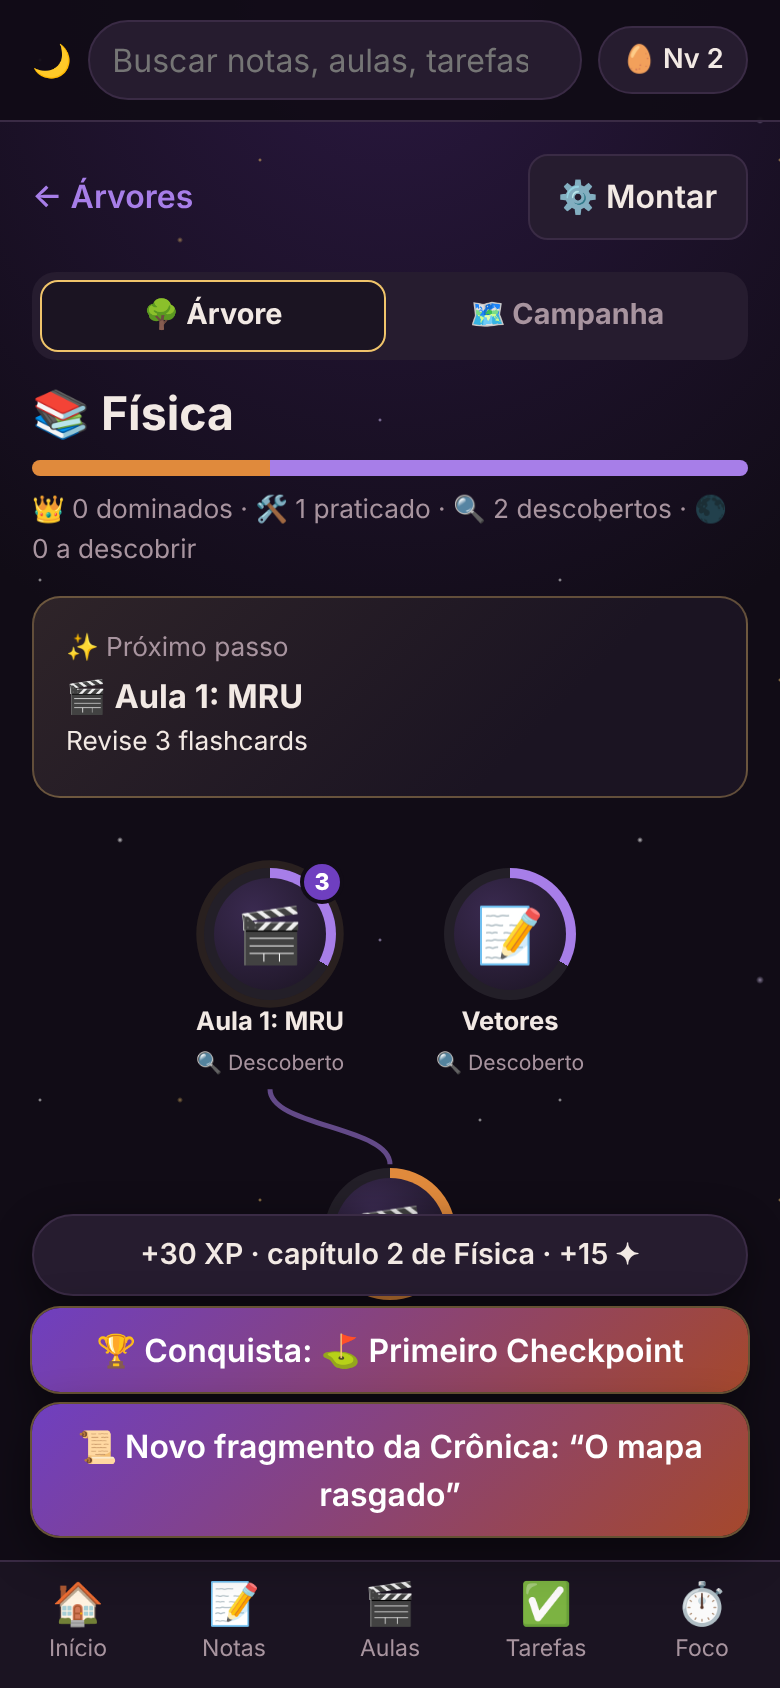 Buscar notas, aulas, tarefas
Nv 2
← Árvores
Montar
Árvore
Campanha
Física
0 dominados · 1 praticado · 2 descobertos ·
0 a descobrir
Próximo passo
Aula 1: MRU
Revise 3 flashcards
3
Aula 1: MRU
Vetores
Descoberto
Descoberto
+30 XP · capítulo 2 de Física · +15 ✦
Conquista: Primeiro Checkpoint
Novo fragmento da Crônica: “O mapa
rasgado”
Início
Notas
Aulas
Tarefas
Foco